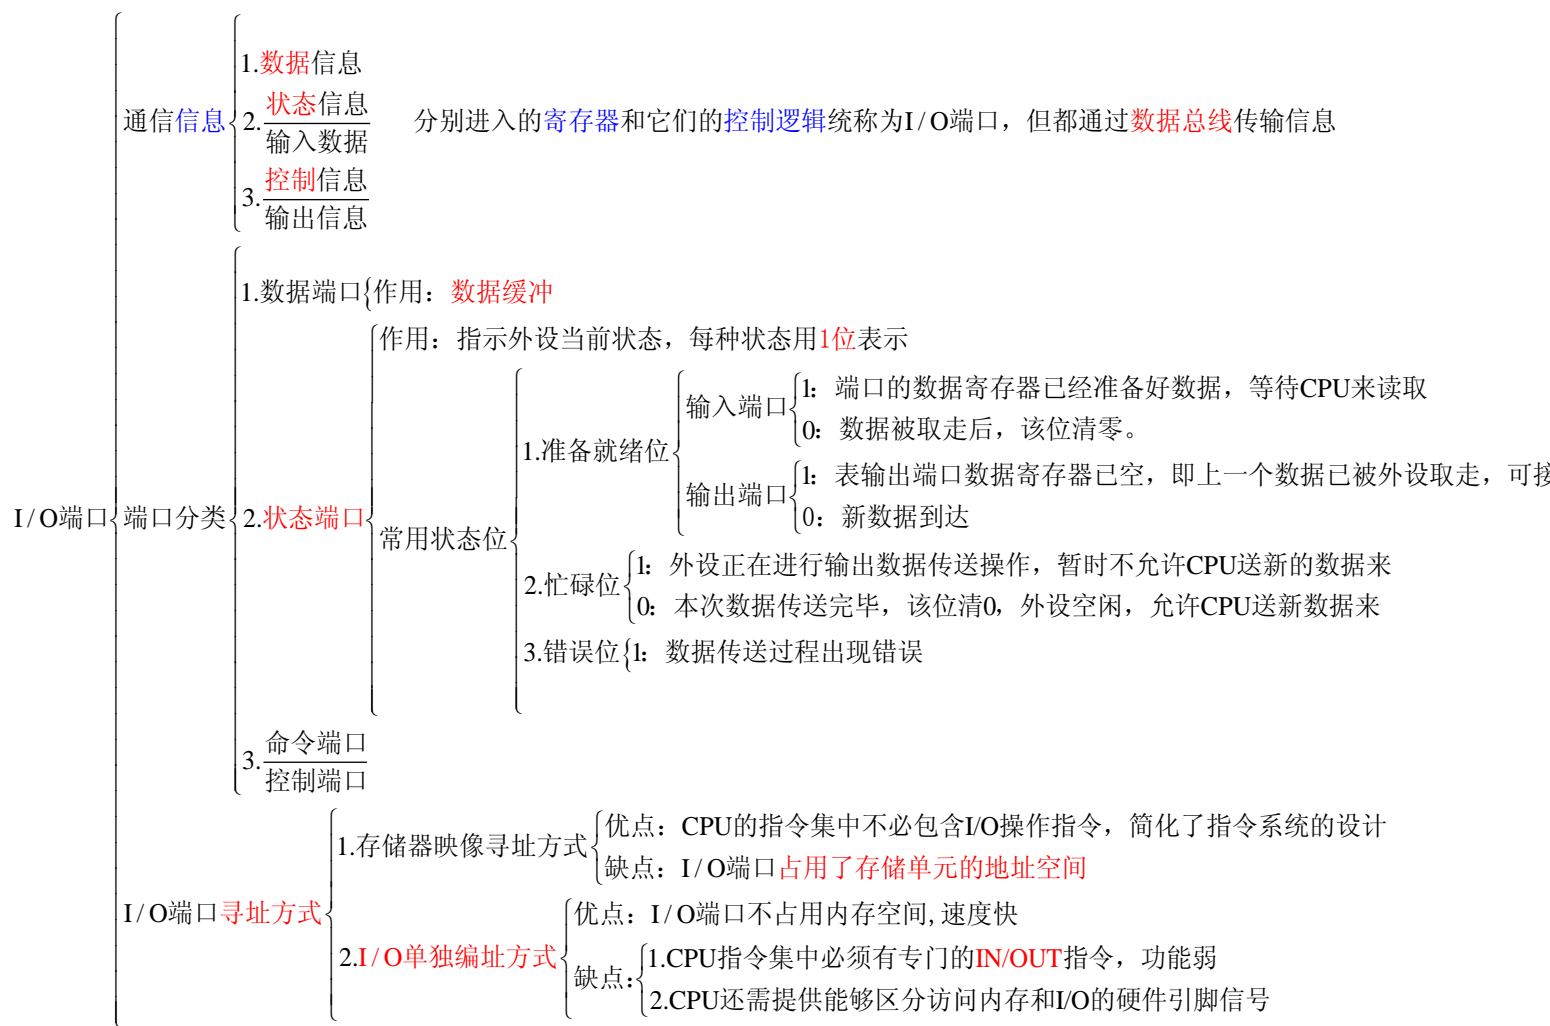 1.数据信息
通信信息
2.状态信息
输入数据
分别进入的寄存器和它们的控制逻辑统称为I/O端口，但都通过数据总线传输信息
3.控制信息
输出信息
1.数据端口{作用：数据缓冲
作用：指示外设当前状态，每种状态用1位表示
输入端口
1：端口的数据寄存器已经准备好数据，等待CPU来读取
0：数据被取走后，该位清零。
1.准备就绪位
输出端口
1：表输出端口数据寄存器已空，即上一个数据已被外设取走，可
0：新数据到达
I/O端口
端口分类
2.状态端口
常用状态位
2.忙碌位
1：外设正在进行输出数据传送操作，暂时不允许CPU送新的数据来
0：本次数据传送完毕，该位清0，外设空闲，允许CPU送新数据来
3.错误位{1：数据传送过程出现错误
3.命令端口
控制端口
1.存储器映像寻址方式
优点：CPU的指令集中不必包含I/O操作指令，简化了指令系统的设计
缺点：I/O端口占用了存储单元的地址空间
I/O端口寻址方式
2.I/O单独编址方式
优点：I/O端口不占用内存空间,速度快
缺点:
1.CPU指令集中必须有专门的IN/OUT指令，功能弱
2.CPU还需提供能够区分访问内存和I/O的硬件引脚信号